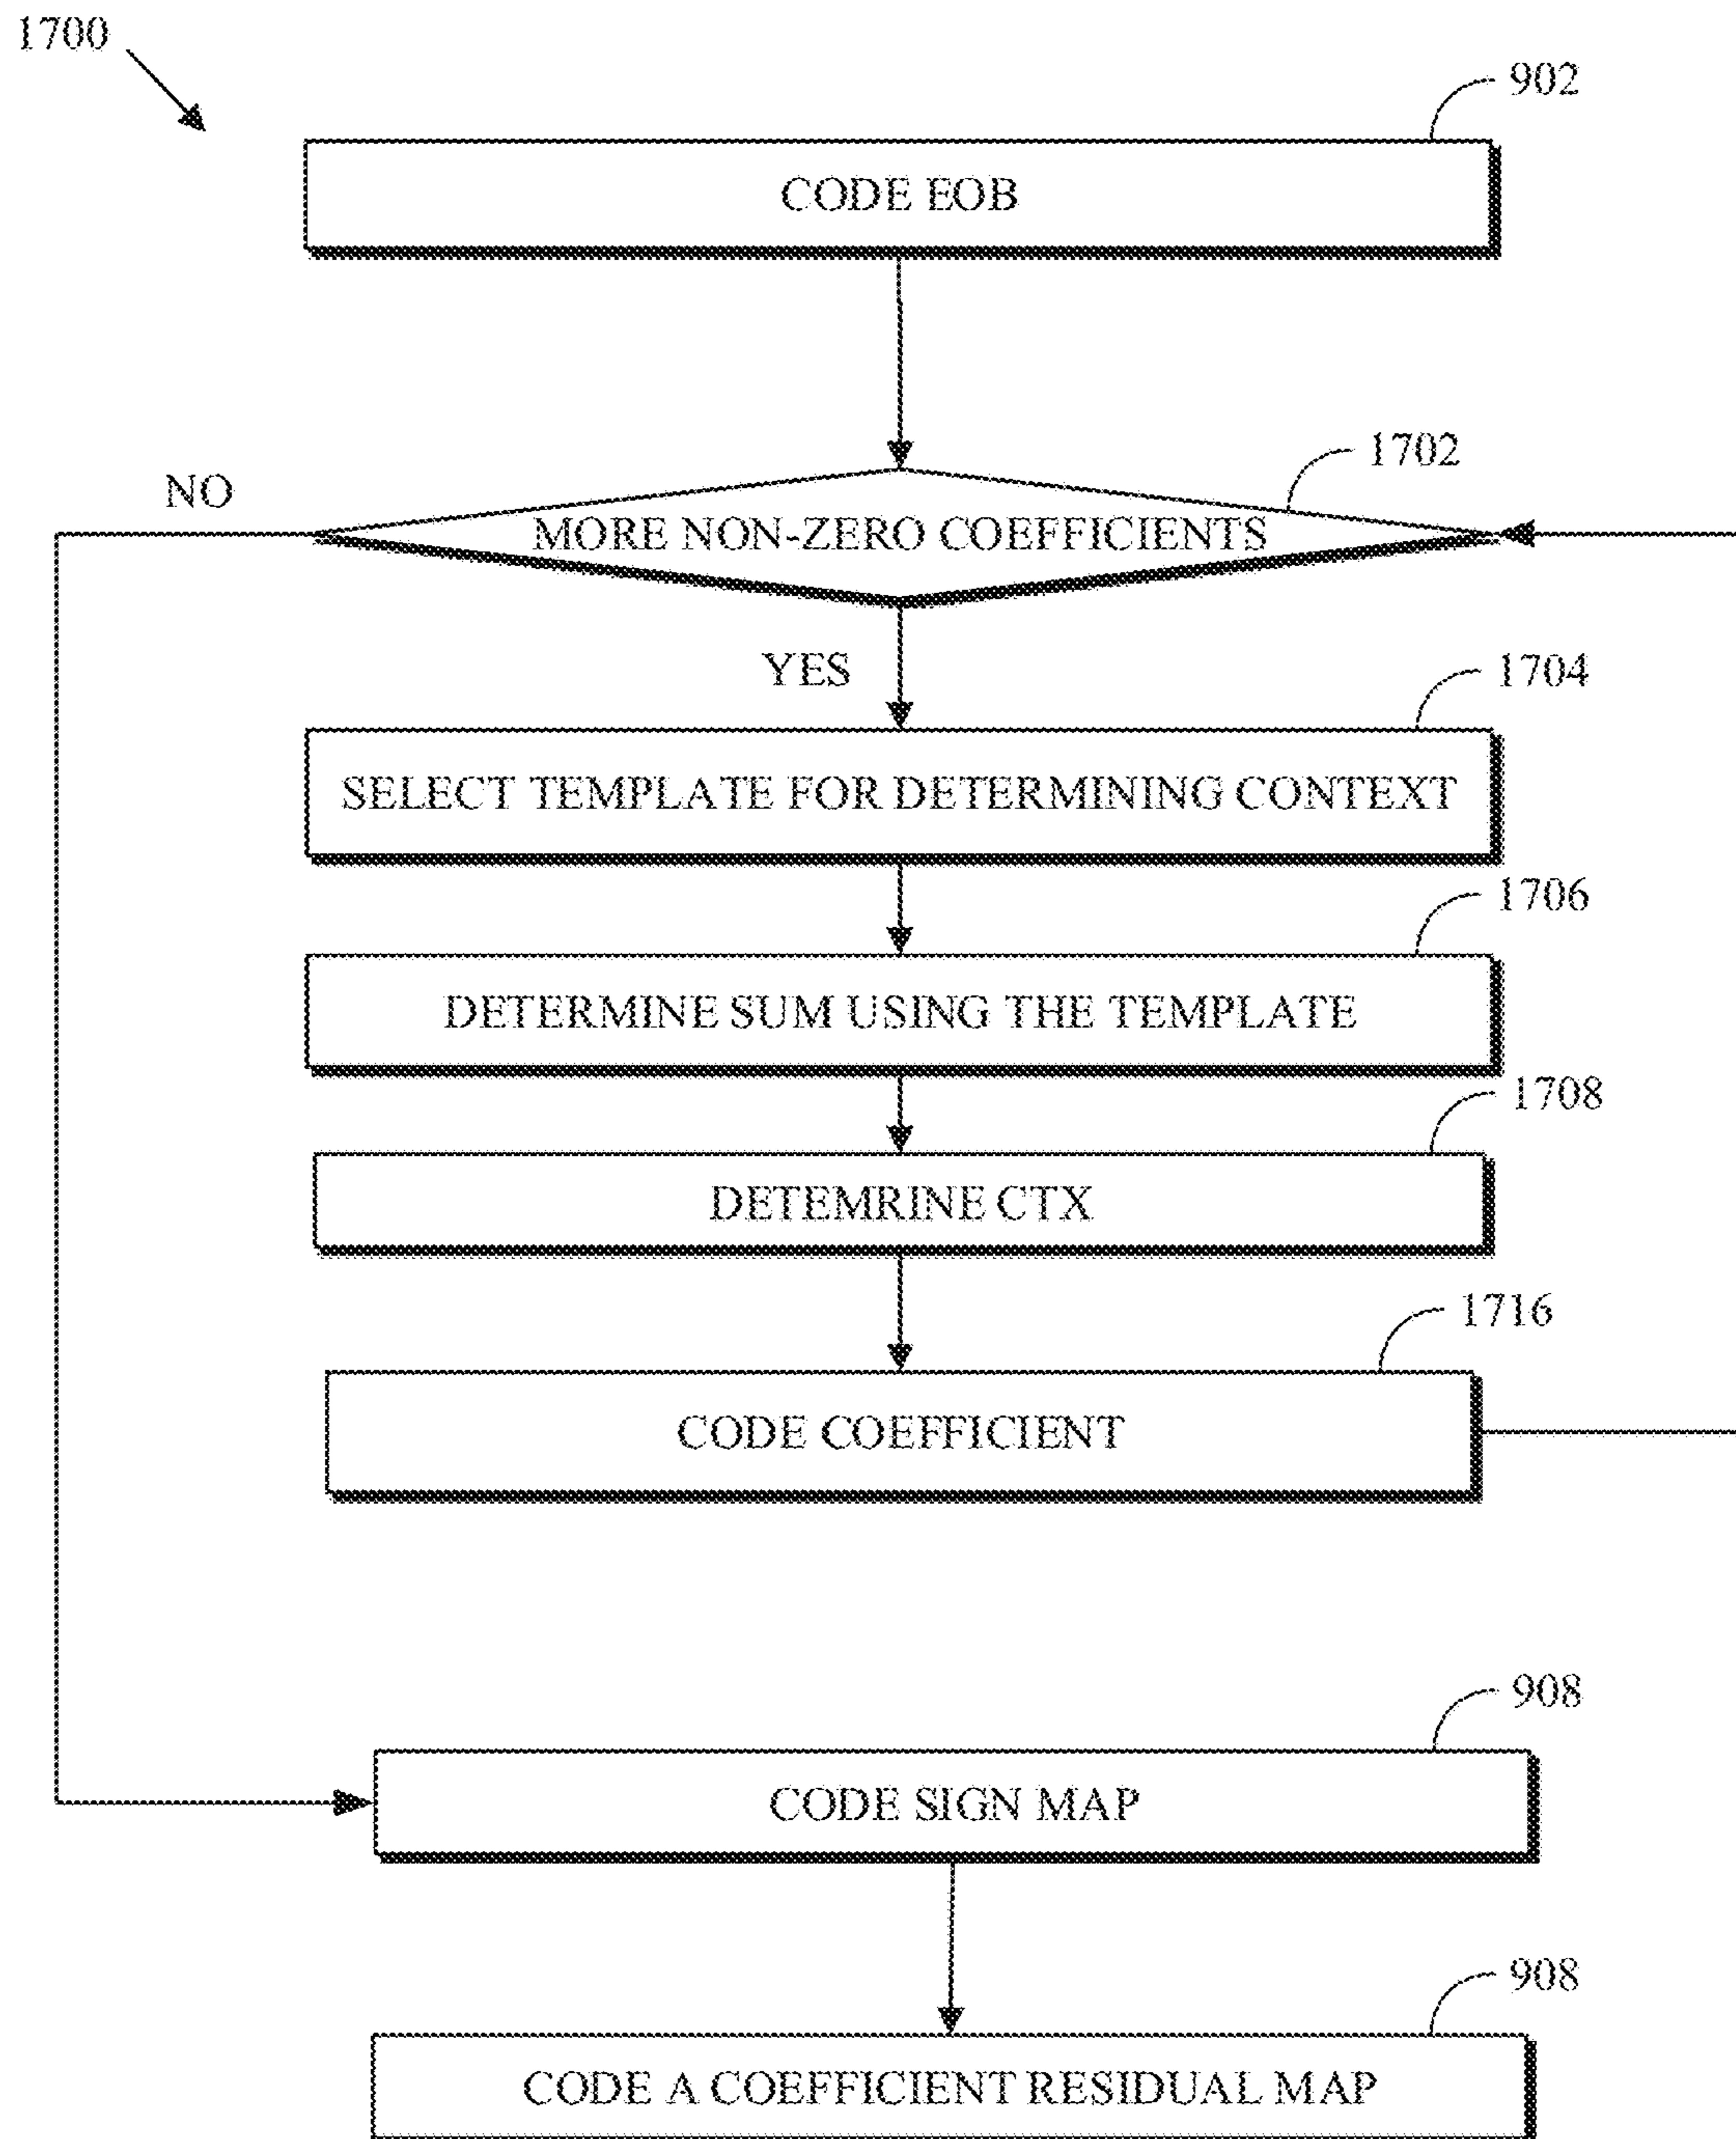 1700
902
CODE EOB
1702
NO
MORE NON-ZERO COEFFICIENTS
YES
1704
SELECT TEMPLATE FOR DETERMINING CONTEXT
1706
DETERMINE SUM USING THE TEMPLATE
1708
DETEMRINE CTX
1716
CODE COEFFICIENT
908
CODE SIGN MAP
908
CODE A COEFFICIENT RESIDUAL MAP